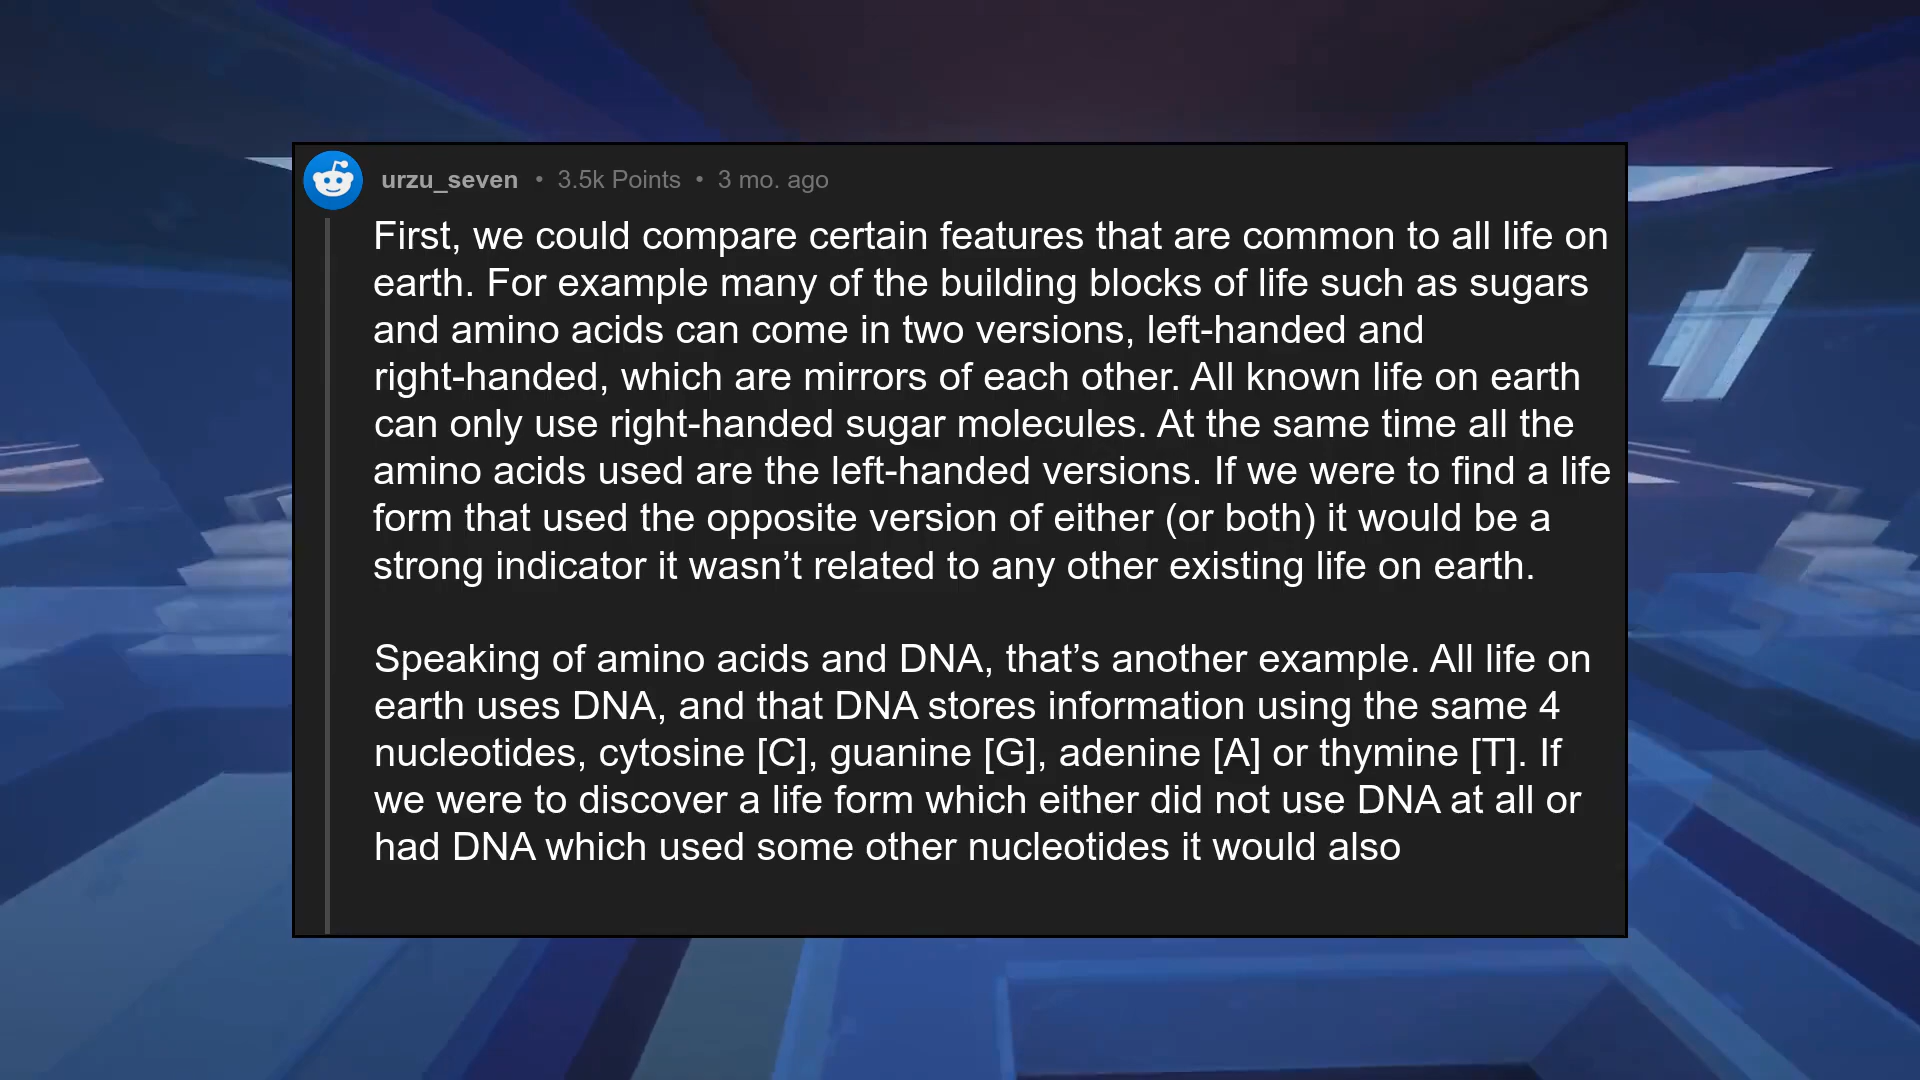 urzu_seven • 3.5k Points • 3 mo. ago
First, we could compare certain features that are common to all life on
earth. For example many of the building blocks of life such as sugars
and amino acids can come in two versions, left-handed and
right-handed, which are mirrors of each other. All known life on earth
can only use right-handed sugar molecules. At the same time all the
amino acids used are the left-handed versions. If we were to find a life
form that used the opposite version of either (or both) it would be a
strong indicator it wasn’t related to any other existing life on earth.
Speaking of amino acids and DNA, that’s another example. All life on
earth uses DNA, and that DNA stores information using the same 4
nucleotides, cytosine [C], guanine [G], adenine [A] or thymine [T]. If
we were to discover a life form which either did not use DNA at all or
had DNA which used some other nucleotides it would also